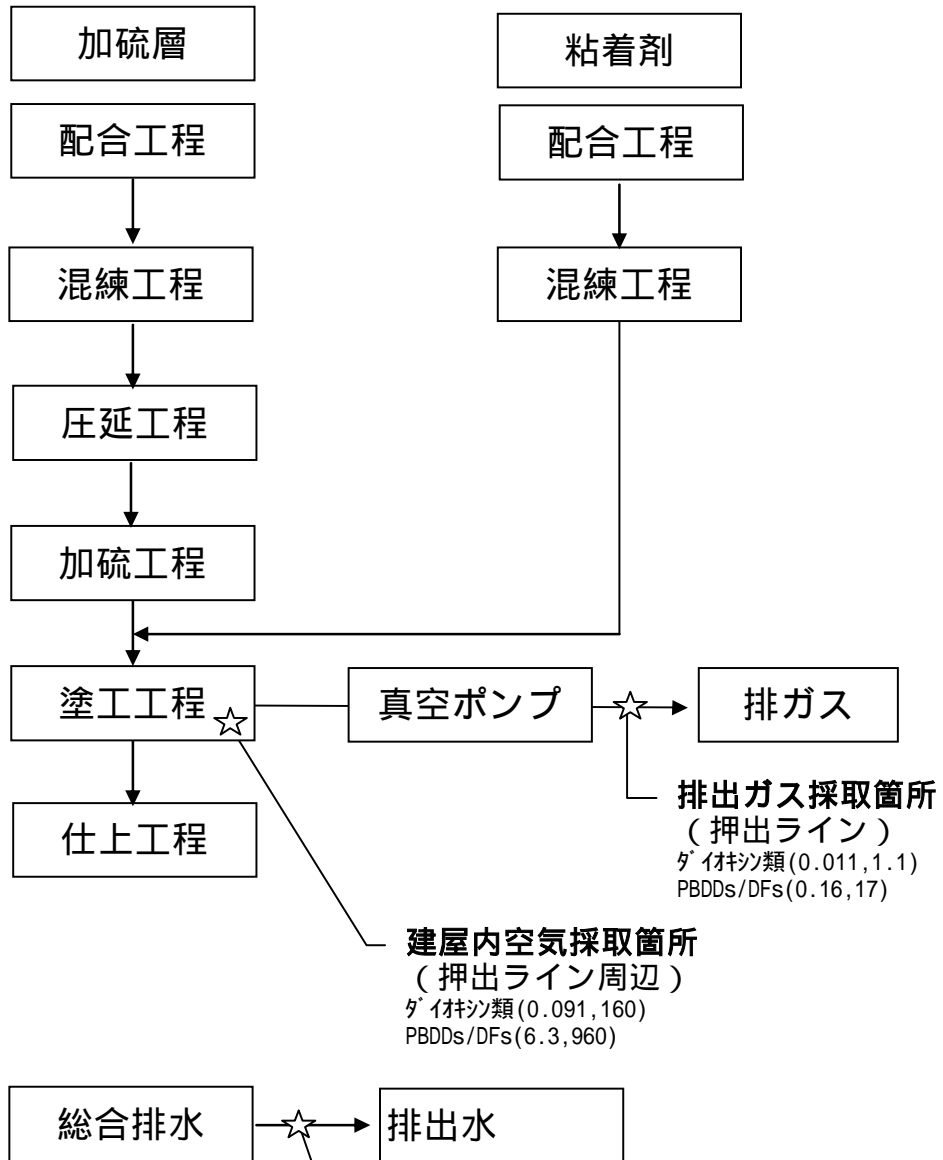 加硫層
粘着剤
配合工程
配合工程
混練工程
混練工程
圧延工程
加硫工程
塗工工程
真空ポンプ
排ガス
仕上工程
排出ガス採取箇所
（押出ライン）
ﾀﾞｲｵｷｼﾝ類(0.011,1.1)
PBDDs/DFs(0.16,17)
建屋内空気採取箇所
（押出ライン周辺）
ﾀﾞｲｵｷｼﾝ類(0.091,160)
PBDDs/DFs(6.3,960)
総合排水
排出水